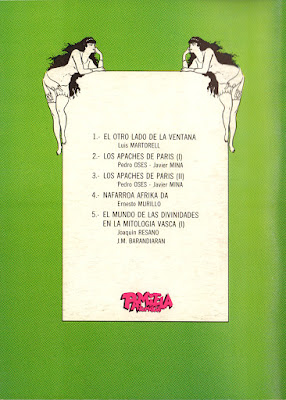 1.- EL OTRO LADO DE LA VENTANA
Luis MARTORELL
2.- LOS APACHES DE PARIS (I)
Pedro OSES - Javier MINA
3.- LOS APACHES DE PARIS (II)
Pedro OSES - Javier MINA
4.- NAFARROA AFRIKA DA
Ernesto MURILLO
5.- EL MUNDO DE LAS DIVINIDADES
EN LA MITOLOGIA VASCA (I)
Joaquin RESANO
J.M. BARANDIARAN